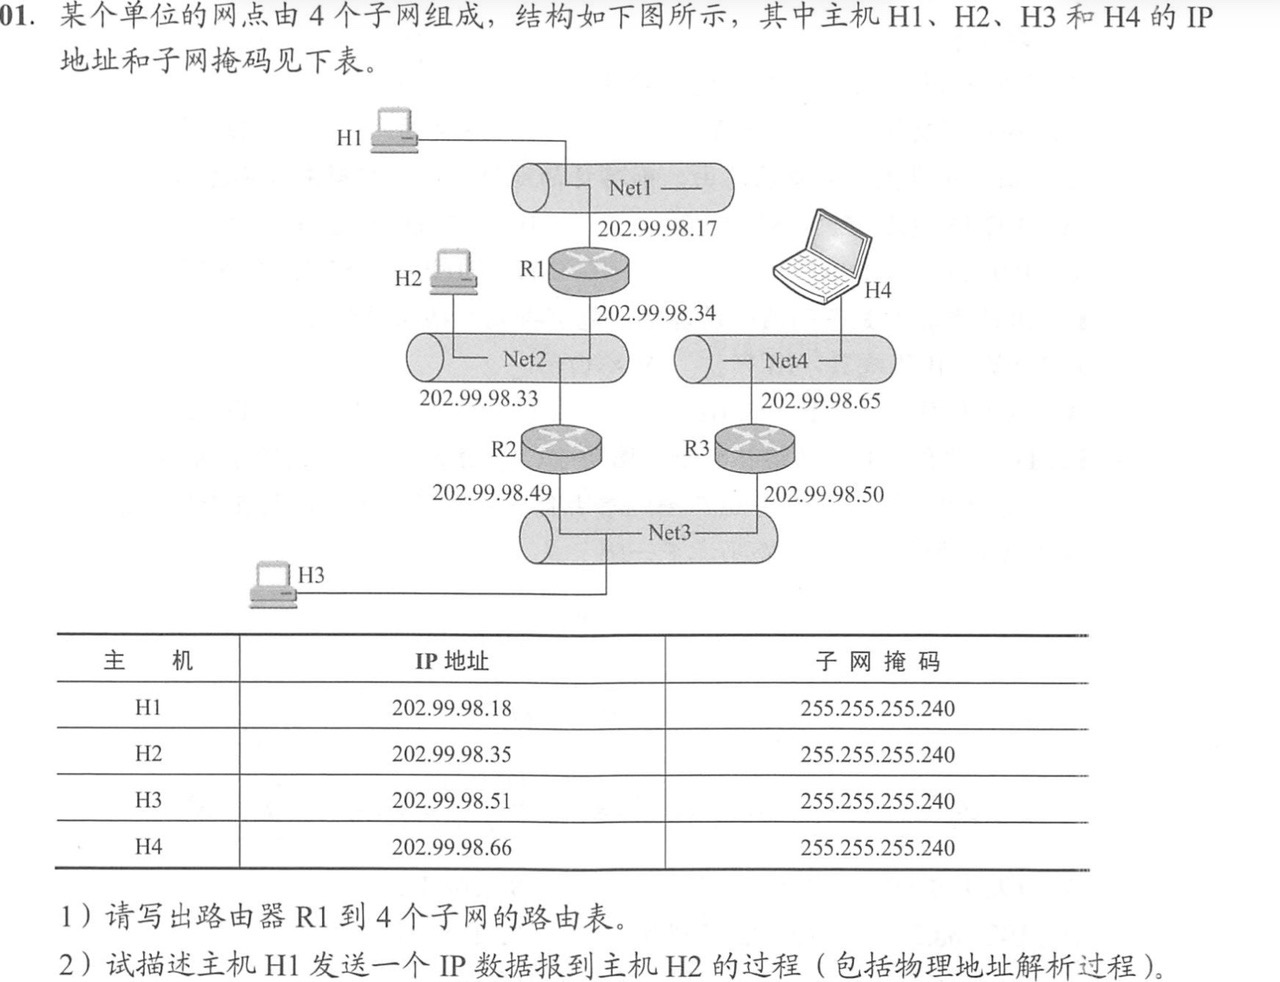 01. 某个单位的网点由 4 个子网组成，结构如下图所示，其中主机 H1、H2、H3 和 H4 的 IP
地址和子网掩码见下表。
H1
Net1
202.99.98.17
H2
R1
H4
202.99.98.34
Net2
Net4
202.99.98.33
202.99.98.65
R2
R3
202.99.98.49
202.99.98.50
Net3
H3
主 机 IP 地址 子 网 掩 码
H1 202.99.98.18 255.255.255.240
H2 202.99.98.35 255.255.255.240
H3 202.99.98.51 255.255.255.240
H4 202.99.98.66 255.255.255.240
1）请写出路由器 R1 到 4 个子网的路由表。
2）试描述主机 H1 发送一个 IP 数据报到主机 H2 的过程（包括物理地址解析过程）。